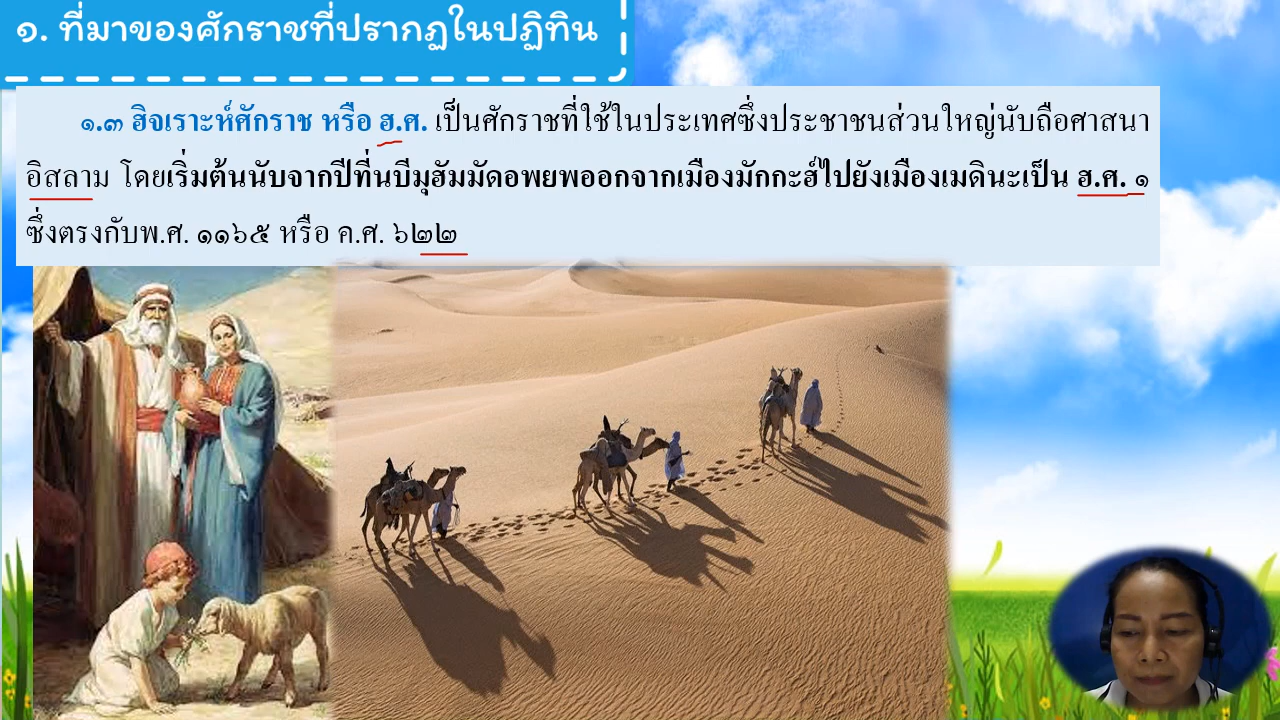 ๑. ที่มาของศักราชที่ปรากฏในปฏิทิน
๑.๓ ฮิจเราะห์ศักราช หรือ ฮ.ศ. เป็นศักราชที่ใช้ในประเทศซึ่งประชาชนส่วนใหญ่นับถือศาสนา
อิสลาม โดยเริ่มต้นนับจากปีที่นบีมุฮัมมัดอพยพออกจากเมืองมักกะฮ์ไปยังเมืองเมดินะเป็น ฮ.ศ. ๑
ซึ่งตรงกับพ.ศ. ๑๑๖๕ หรือ ค.ศ. ๖๒๒